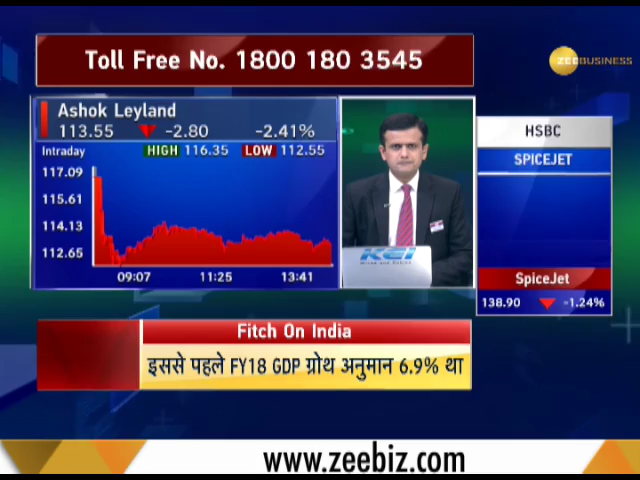 Toll Free No. 1800 180 3545
ZEEBUSINESS
Ashok Leyland
113.55 -2.80 -2.41%
Intraday HIGH 116.35 LOW 112.55
117.09
115.61
114.13
112.65
09:07 11:25 13:41
KEI
Wires and Cables
HSBC
SPICEJET
SpiceJet
138.90 -1.24%
Fitch On India
इससे पहले FY18 GDP ग्रोथ अनुमान 6.9% था
www.zeebiz.com